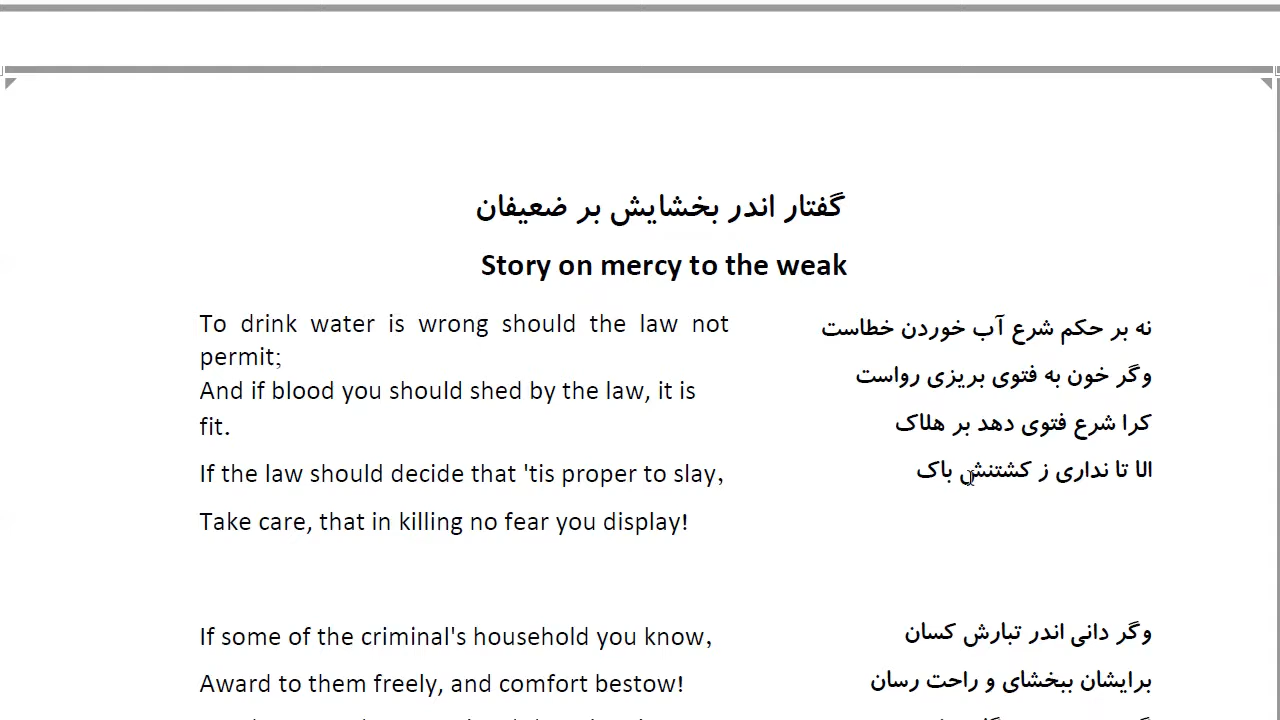 گفتار اندر بخشایش بر ضعیفان
Story on mercy to the weak
To drink water is wrong should the law not
permit;
And if blood you should shed by the law, it is
fit.
If the law should decide that 'tis proper to slay,
Take care, that in killing no fear you display!
نه بر حکم شرع آب خوردن خطاست
وگر خون به فتوی بریزی رواست
کرا شرع فتوی دهد بر هلاک
الا تا نداری ز کشتنش باک
If some of the criminal's household you know,
Award to them freely, and comfort bestow!
وگر دانی اندر تبارش کسان
برایشان ببخشای و راحت رسان